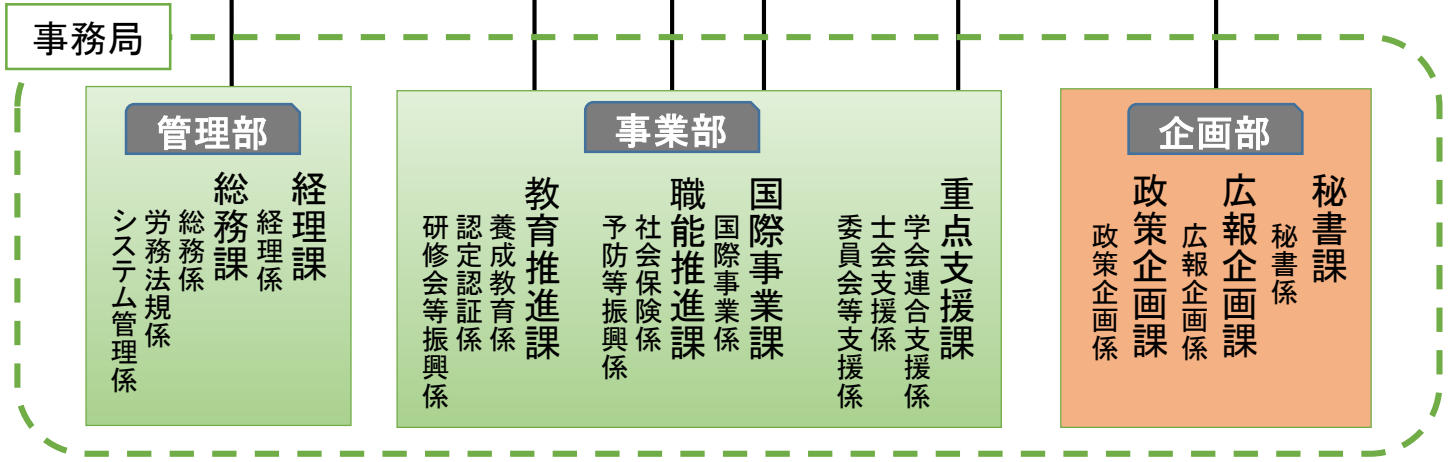 事務局
管理部
経理課
経理係
総務課
総務係
労務法規係
システム管理係
事業部
重点支援課
学会連合支援係
士会支援係
委員会等支援係
国際事業課
国際事業係
職能推進課
社会保険係
予防等振興係
教育推進課
養成教育係
認定認証係
研修会等振興係
企画部
秘書課
秘書係
広報企画課
広報企画係
政策企画課
政策企画係